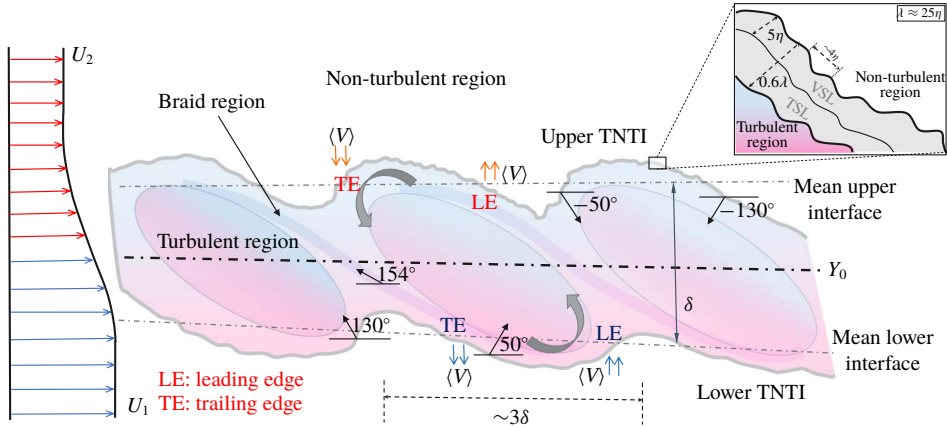 λ ≈ 25η
U₂
5η
~4η
Non-turbulent region
Non-turbulent
region
0.6λ
VSL
TSL
Braid region
⟨V⟩
Upper TNTI
Turbulent
region
TE
⟨V⟩
LE
−50°
−130°
Mean upper
interface
Turbulent region
154°
Y₀
δ
130°
TE
50°
LE
Mean lower
interface
⟨V⟩
⟨V⟩
LE: leading edge
TE: trailing edge
Lower TNTI
U₁
~3δ